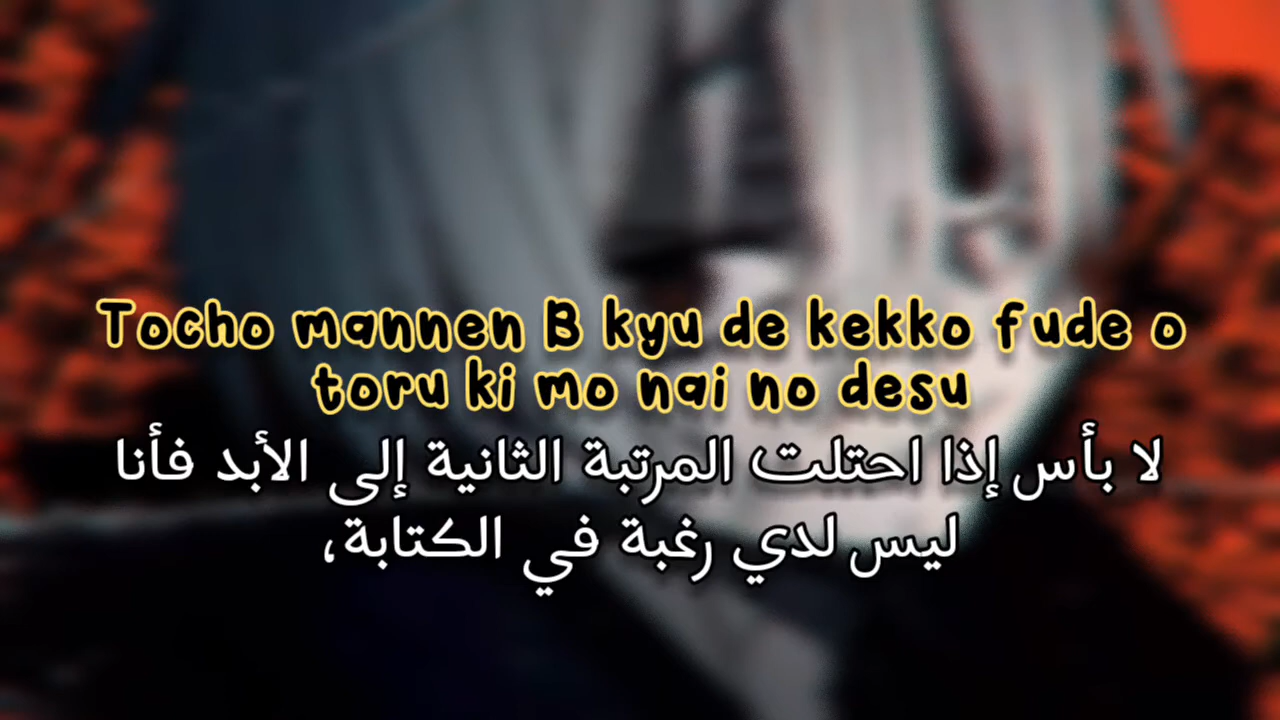 Tocho mannen B kyu de kekko fude o
toru ki mo nai no desu
لا بأس إذا احتلت المرتبة الثانية إلى الأبد فأنا
ليس لدي رغبة في الكتابة،